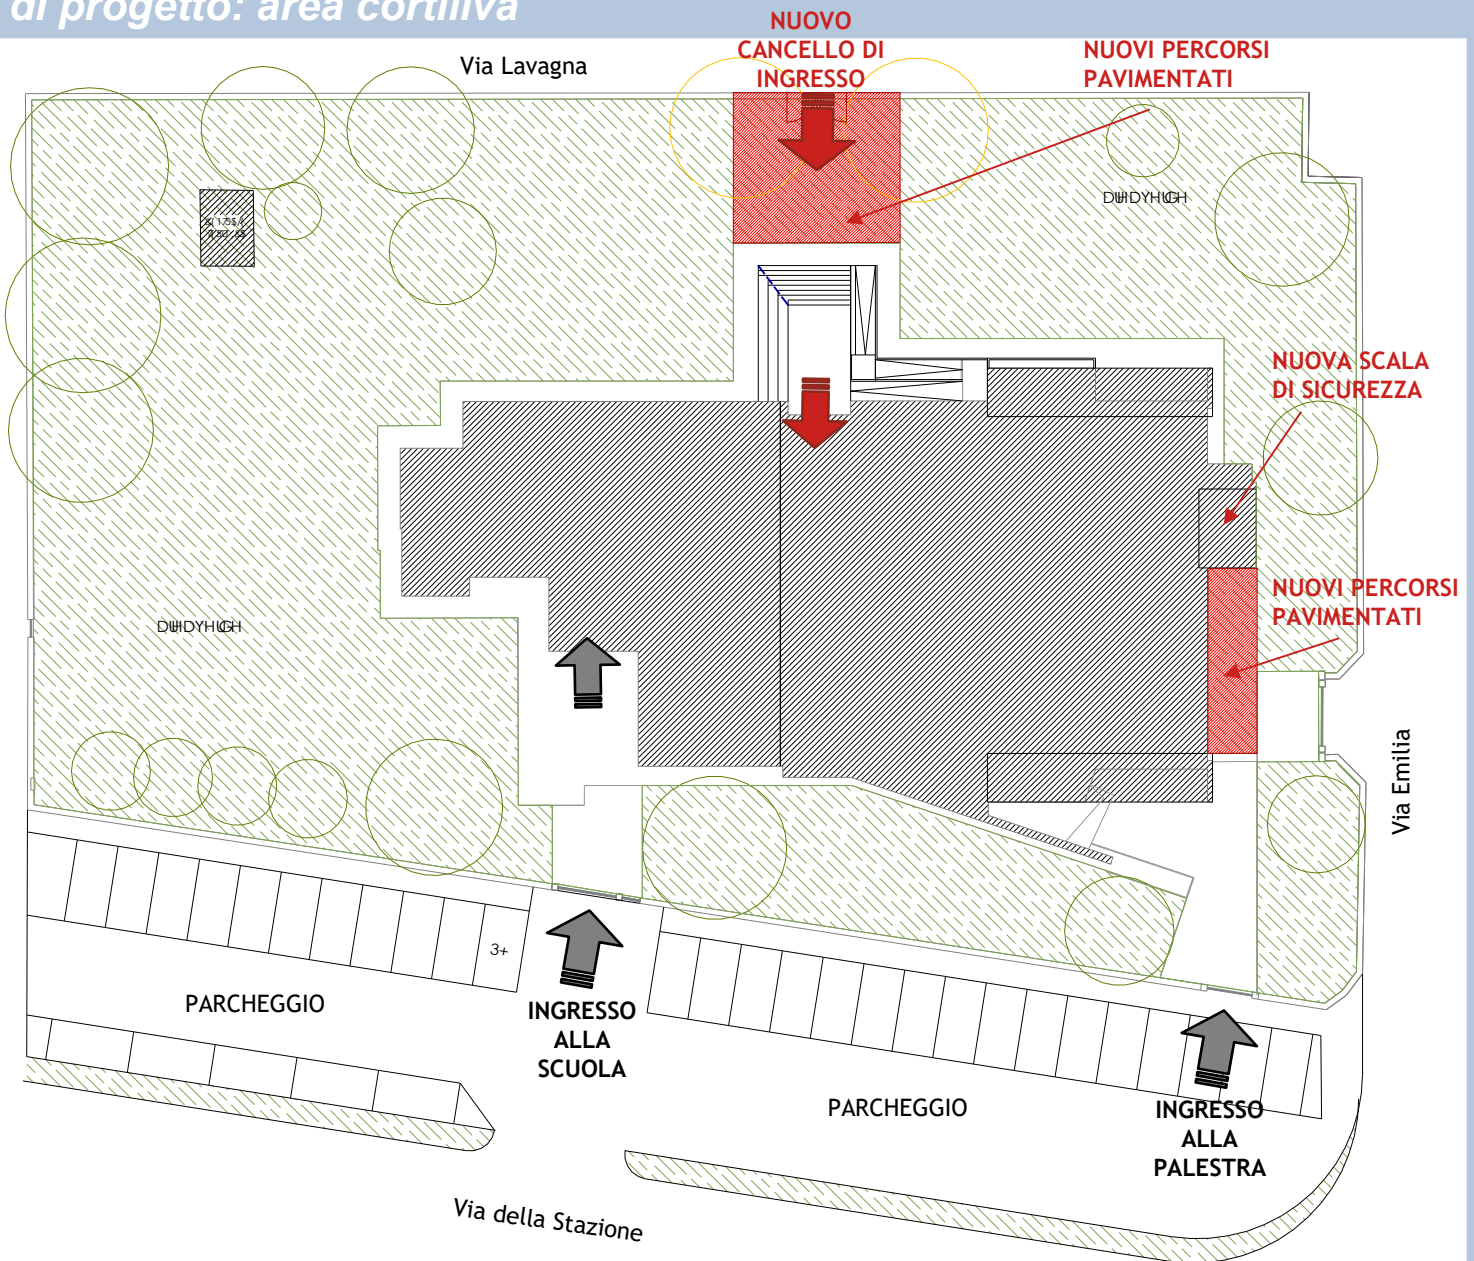 di progetto: area cortiliva
NUOVO
CANCELLO DI
INGRESSO
NUOVI PERCORSI
PAVIMENTATI
Via Lavagna
NUOVA SCALA
DI SICUREZZA
NUOVI PERCORSI
PAVIMENTATI
Via Emilia
3+
PARCHEGGIO
INGRESSO
ALLA
SCUOLA
PARCHEGGIO
INGRESSO
ALLA
PALESTRA
Via della Stazione